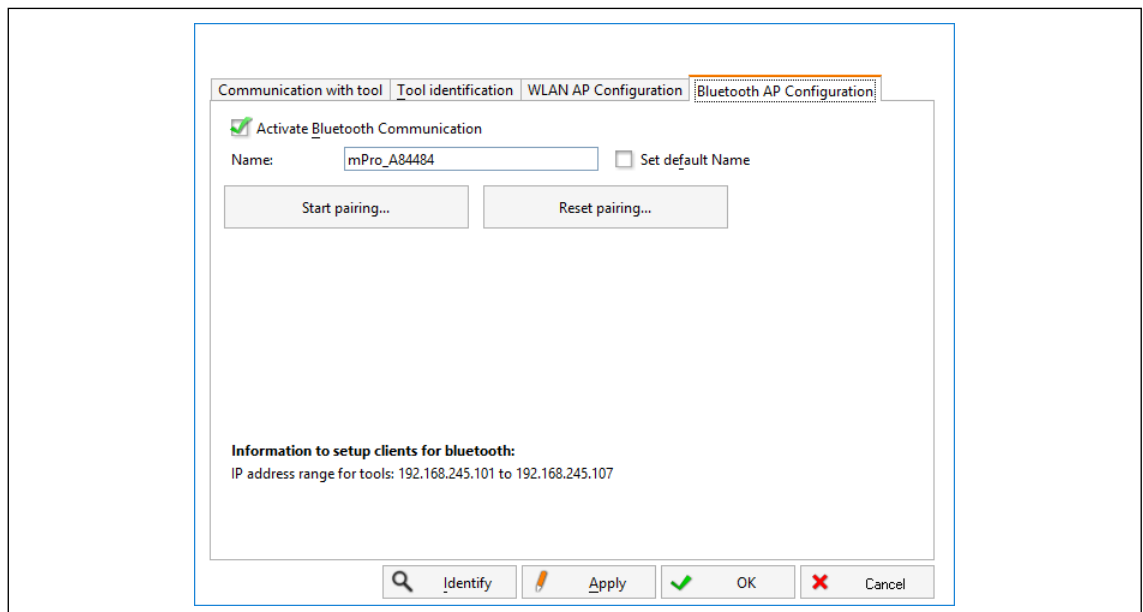 Communication with tool Tool identification WLAN AP Configuration Bluetooth AP Configuration
Activate Bluetooth Communication
Name: mPro_A84484 Set default Name
Start pairing... Reset pairing...
Information to setup clients for bluetooth:
IP address range for tools: 192.168.245.101 to 192.168.245.107
Identify Apply OK Cancel